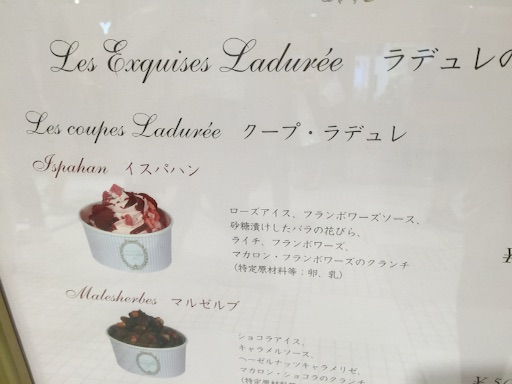 Les Exquises Ladurée ラデュレの
Les coupes Ladurée クープ・ラデュレ
Ispahan イスパハン
ローズアイス、フランボワーズソース、
砂糖漬けしたバラの花びら、
ライチ、フランボワーズ、
マカロン・フランボワーズのクランチ
(特定原材料等;卵、乳)
¥
Malesherbes マルゼルブ
ショコラアイス、
キャラメルソース、
ヘーゼルナッツキャラメリゼ、
マカロン・ショコラのクランチ
(特定原材料等